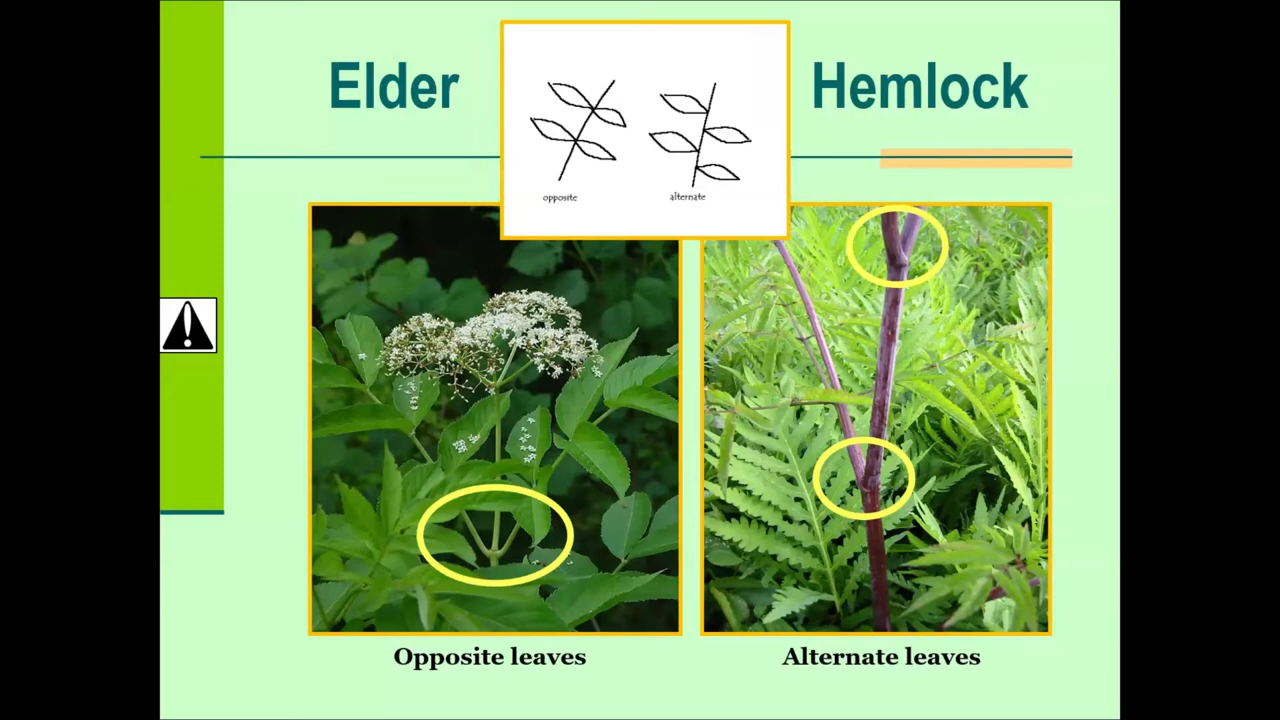 Elder
Hemlock
opposite
alternate
Opposite leaves
Alternate leaves